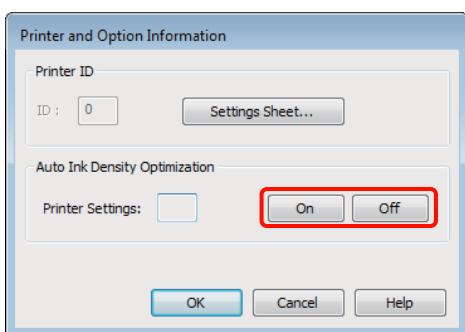 Printer and Option Information
Printer ID
ID : 0 Settings Sheet...
Auto Ink Density Optimization
Printer Settings: On Off
OK Cancel Help